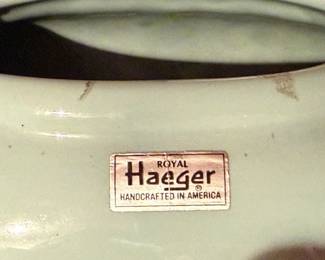 ROYAL
Haeger
®
HANDCRAFTED IN AMERICA